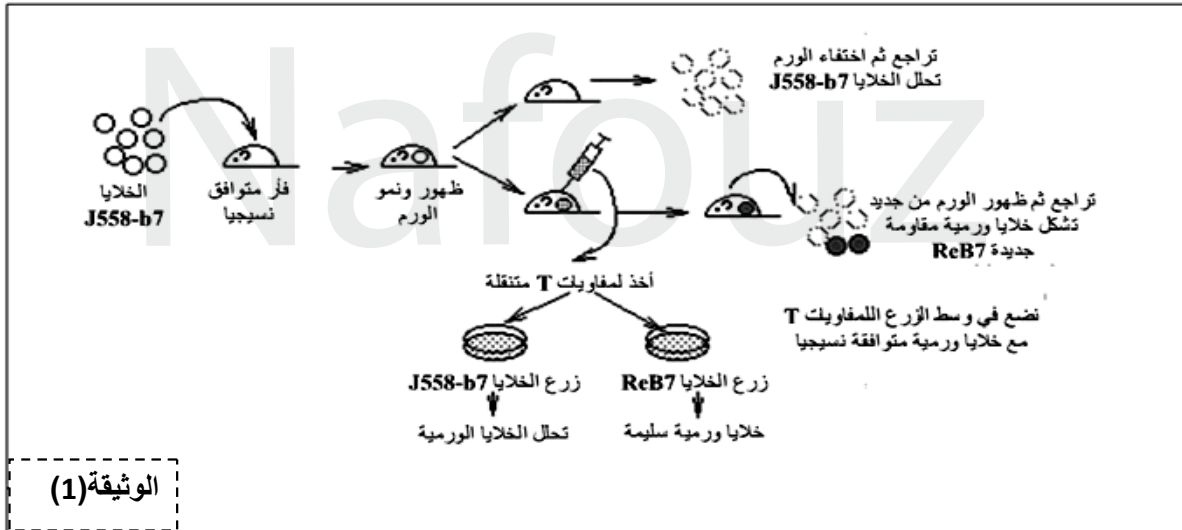 Nafouz
تراجع ثم اختفاء الورم
تحلل الخلايا J558-b7
الخلايا
J558-b7
فأر متوافق
نسيجيا
ظهور ونمو
الورم
تراجع ثم ظهور الورم من جديد
تشكل خلايا ورمية مقاومة
جديدة ReB7
أخذ لمفاويات T متنقلة
نضع في وسط الزرع اللمفاويات T
مع خلايا ورمية متوافقة نسيجيا
زرع الخلايا ReB7
زرع الخلايا J558-b7
خلايا ورمية سليمة
تحلل الخلايا الورمية
الوثيقة(1)